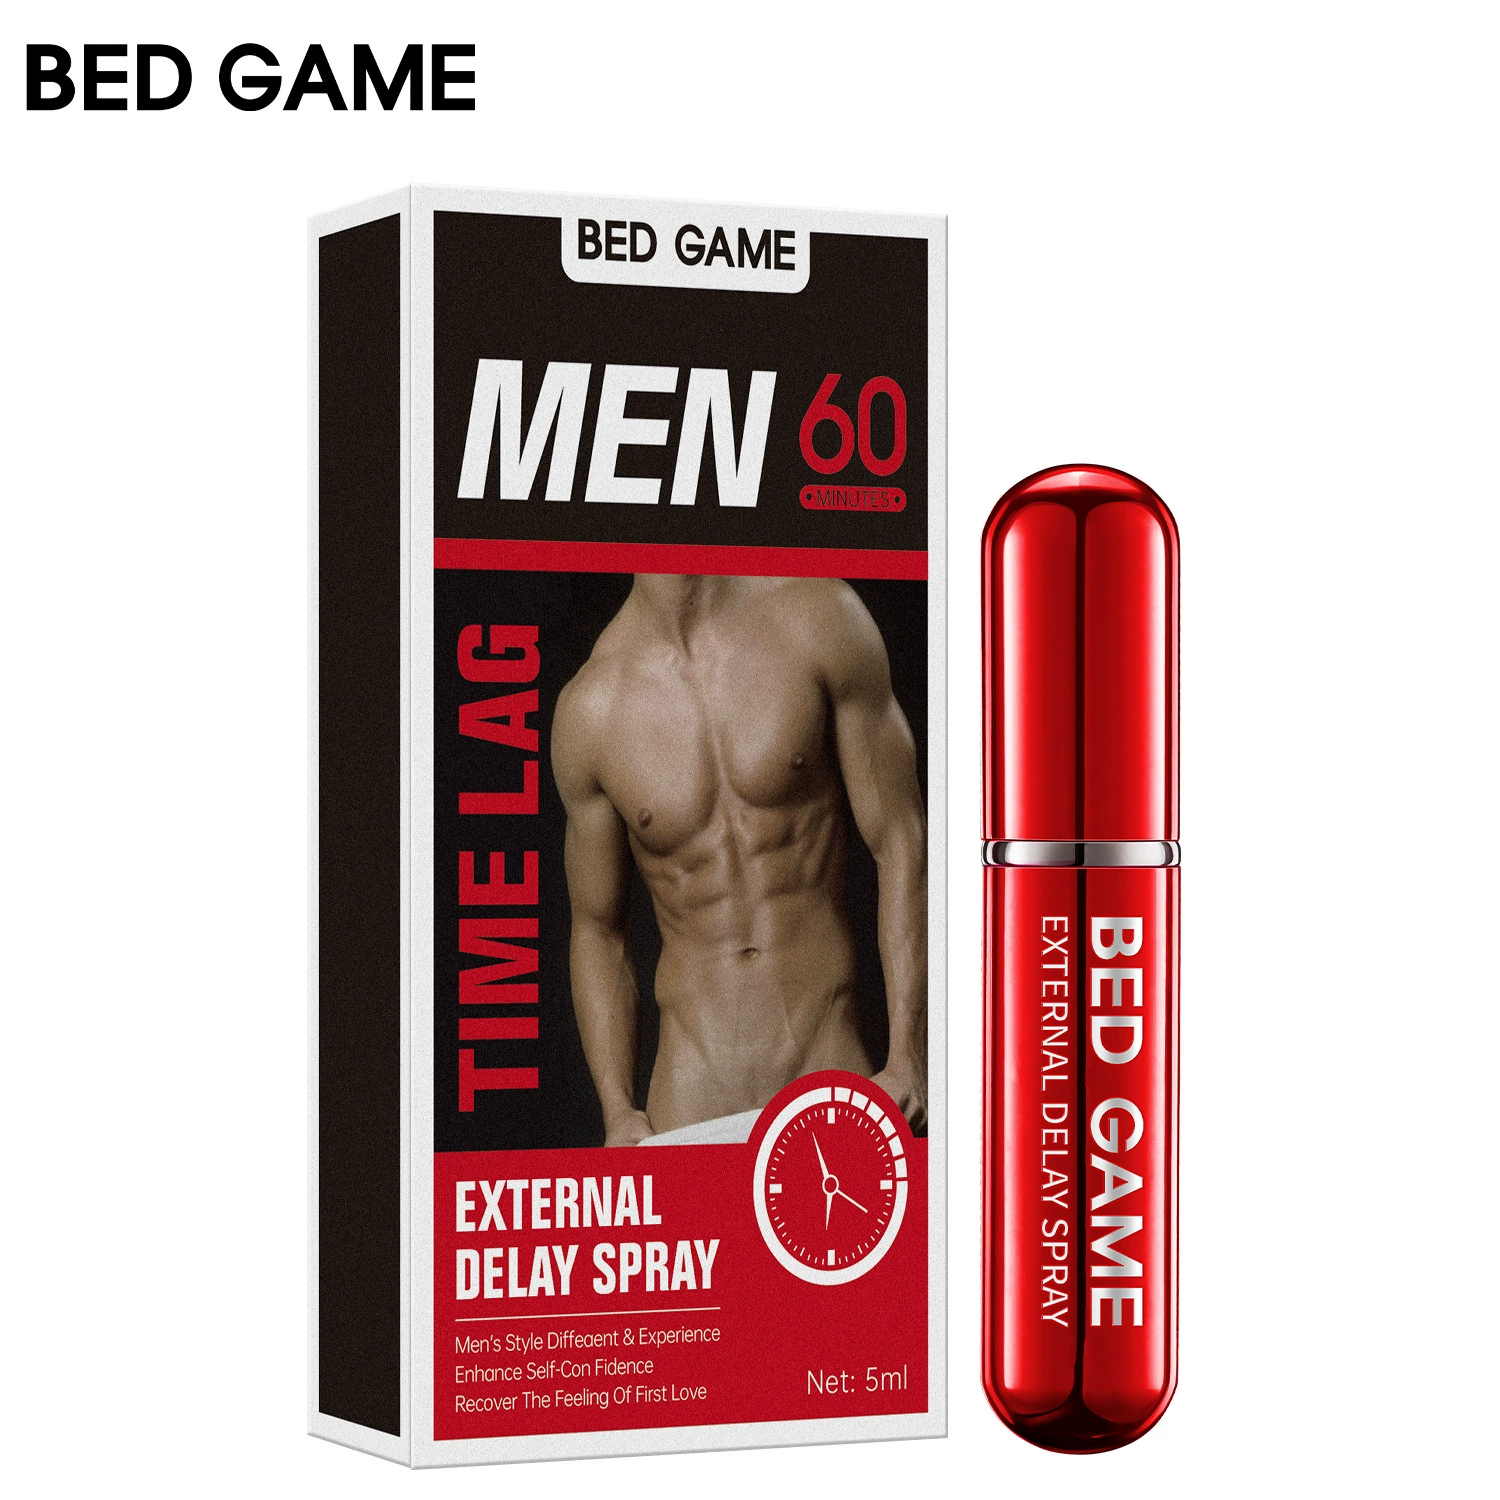 BED GAME
BED GAME
MEN 60
•MINUTES•
TIME LAG
EXTERNAL
DELAY SPRAY
Men's Style Diffeaent & Experience
Enhance Self-Con Fidence
Recover The Feeling Of First Love
Net: 5ml
BED GAME
EXTERNAL DELAY SPRAY